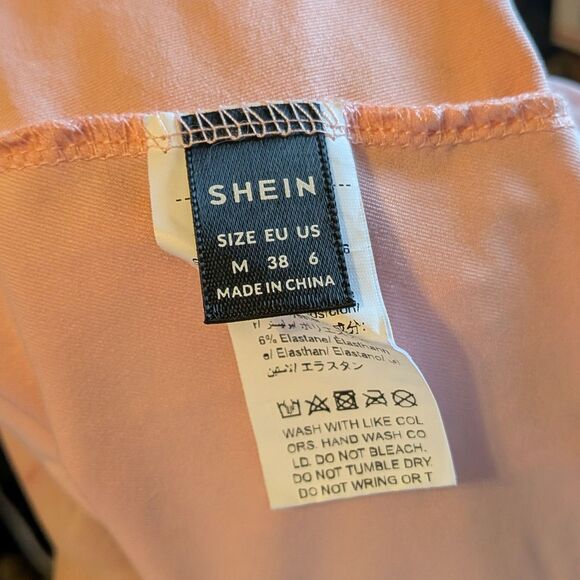 SHEIN
SIZE EU US
M 38 6
MADE IN CHINA
6% Elastane/ Elasthann
e/ Elasthan/ Elastano/
エラスタン
WASH WITH LIKE COL
ORS. HAND WASH CO
LD. DO NOT BLEACH.
DO NOT TUMBLE DRY.
DO NOT WRING OR T